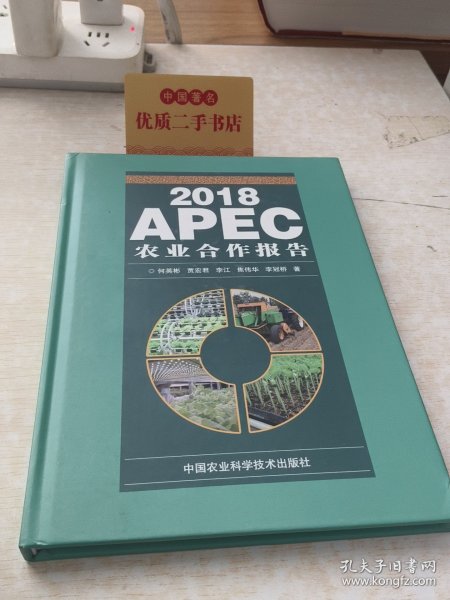 中国著名
优质二手书店
2018
APEC
农业合作报告
◎何英彬 贾宏君 李江 焦伟华 李冠桥 著
中国农业科学技术出版社
孔夫子旧书网
www.kongfz.com